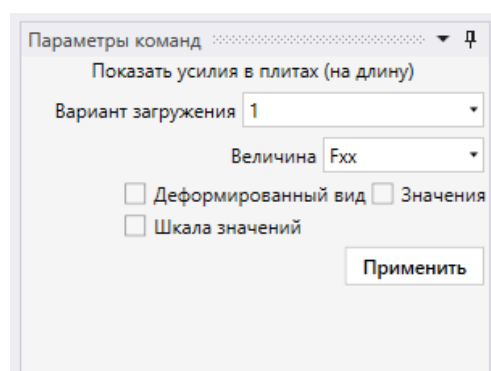 Параметры команд
Показать усилия в плитах (на длину)
Вариант загружения 1
Величина Fxx
Деформированный вид Значения
Шкала значений
Применить